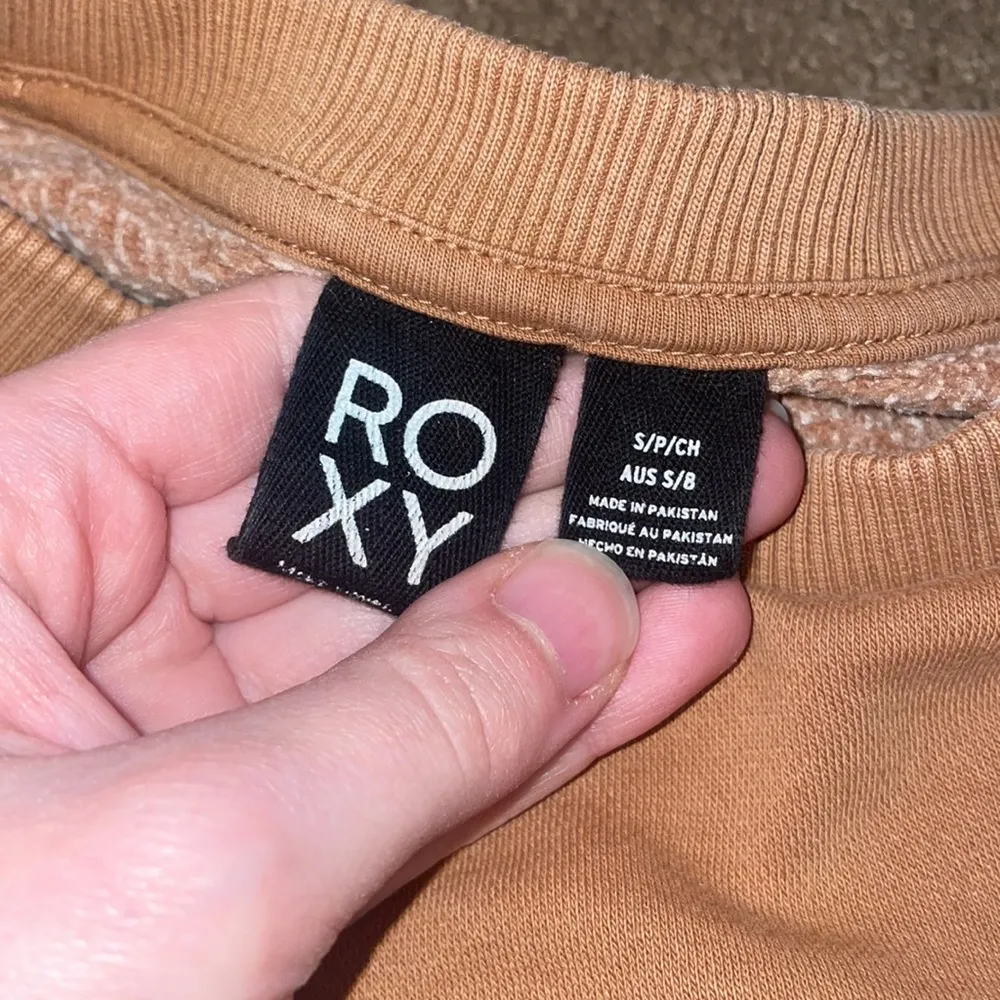 RO
XY
S/P/CH
AUS S/8
MADE IN PAKISTAN
FABRIQUÉ AU PAKISTAN
HECHO EN PAKISTÁN